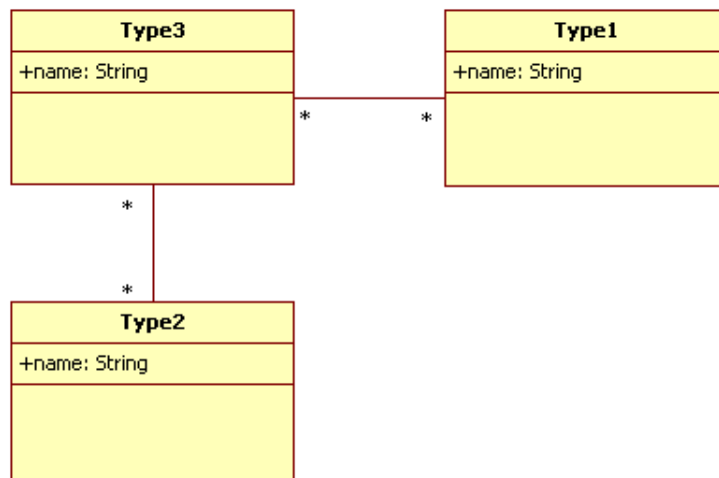 Type3
+name: String
Type1
+name: String
*
*
*
*
Type2
+name: String